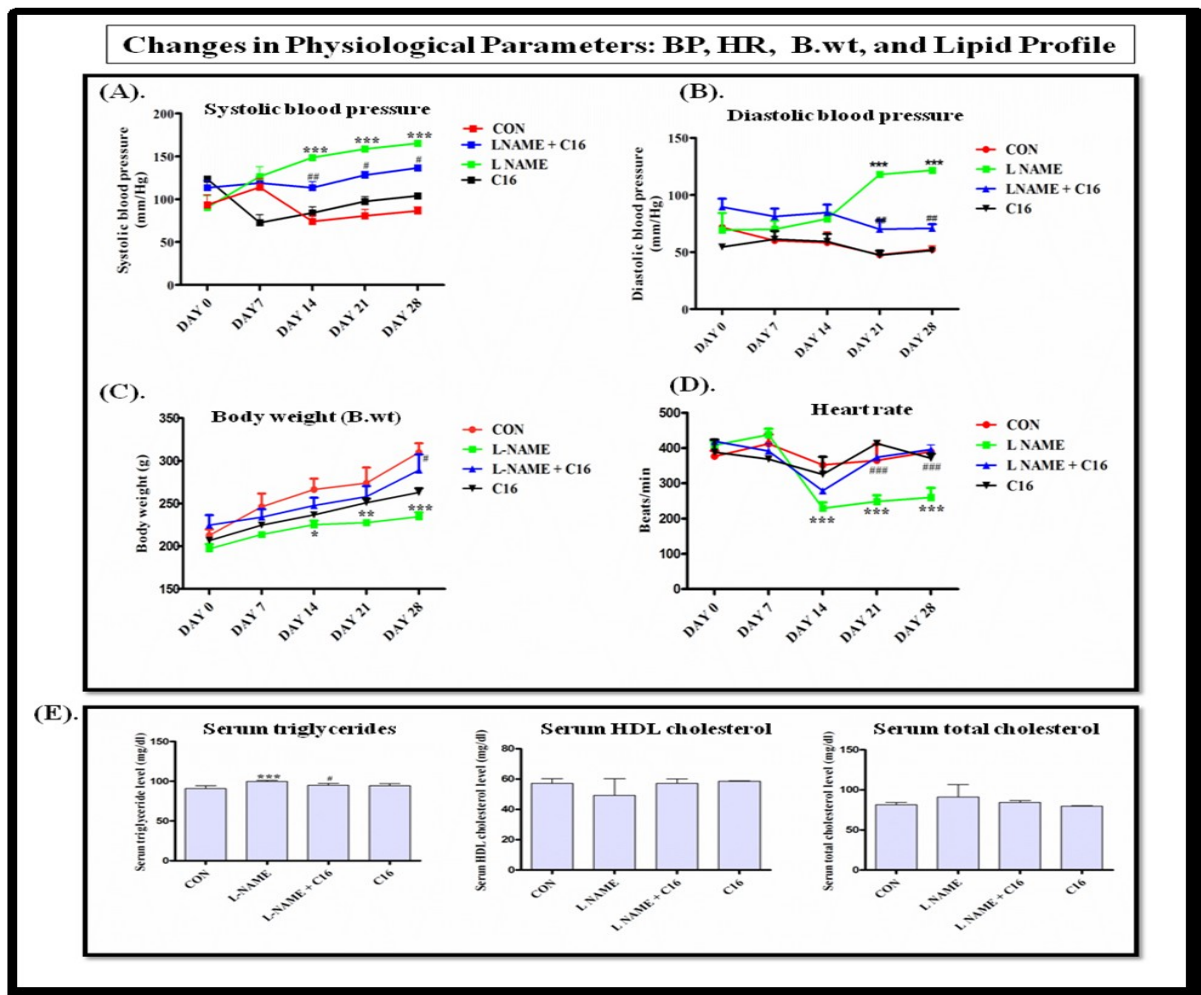 Changes in Physiological Parameters: BP, HR, B.wt, and Lipid Profile
(A).
Systolic blood pressure
Systolic blood pressure
(mm/Hg)
200
150
100
50
0
***
***
***
##
#
#
CON
LNAME + C16
L NAME
C16
DAY 0
DAY 7
DAY 14
DAY 21
DAY 28
(B).
Diastolic blood pressure
Diastolic blood pressure
(mm/Hg)
150
100
50
0
***
***
##
##
CON
L NAME
LNAME + C16
C16
DAY 0
DAY 7
DAY 14
DAY 21
DAY 28
(C).
Body weight (B.wt)
Body weight (g)
350
300
250
200
150
#
*
**
***
CON
L-NAME
L-NAME + C16
C16
DAY 0
DAY 7
DAY 14
DAY 21
DAY 28
(D).
Heart rate
Beats/min
500
400
300
200
100
0
###
###
***
***
***
CON
L NAME
L NAME + C16
C16
DAY 0
DAY 7
DAY 14
DAY 21
DAY 28
(E).
Serum triglycerides
Serun triglyceride level (mg/dl)
150
100
50
0
***
#
CON
L-NAME
L-NAME + C16
C16
Serum HDL cholesterol
Serun HDL cholesterol level (mg/dl)
80
60
40
20
0
CON
L NAME
L NAME + C16
C16
Serum total cholesterol
Serun total cholesterol level (mg/dl)
150
100
50
0
CON
L NAME
L NAME + C16
C16